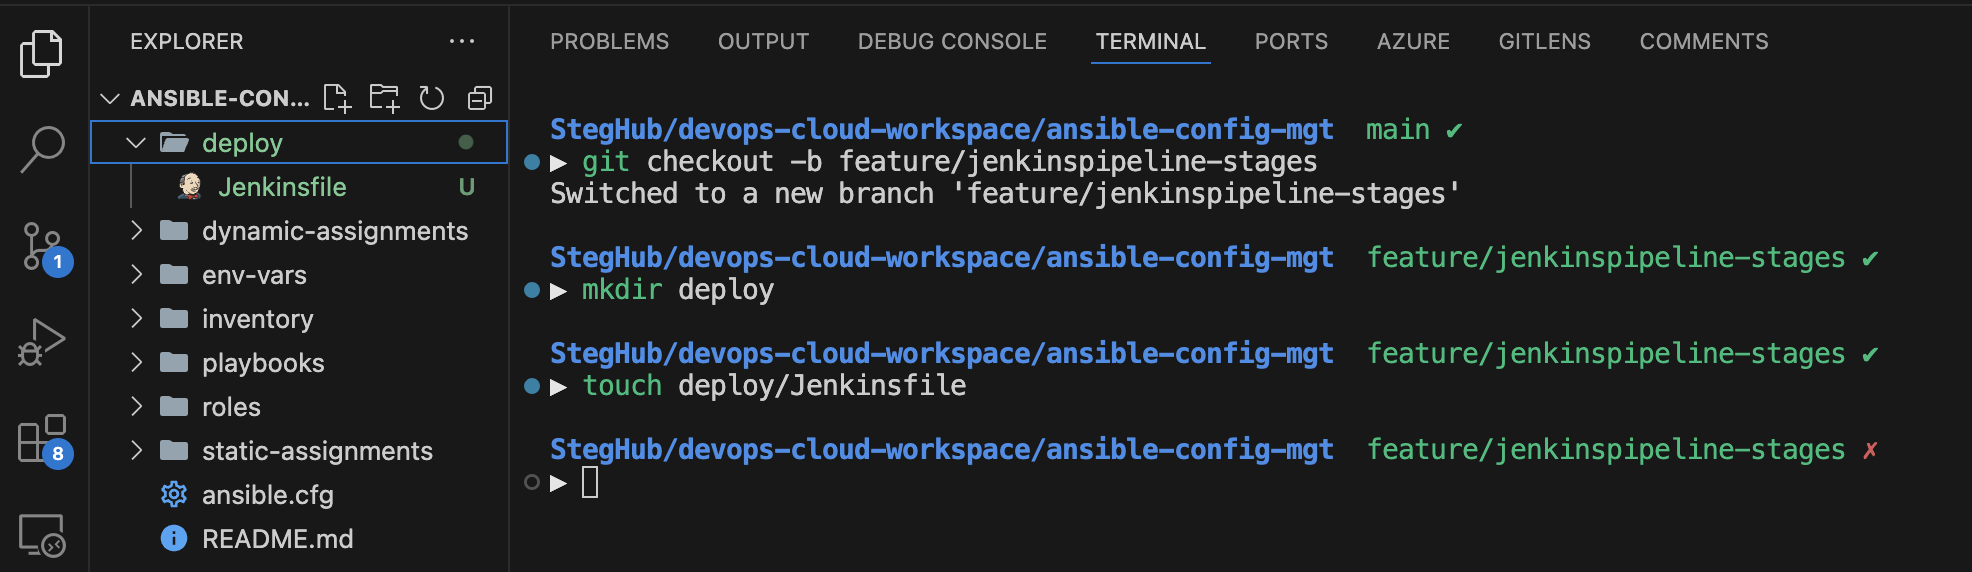 EXPLORER
ANSIBLE-CON...
deploy
Jenkinsfile U
dynamic-assignments
env-vars
inventory
playbooks
roles
static-assignments
ansible.cfg
README.md
1
8
PROBLEMS OUTPUT DEBUG CONSOLE TERMINAL PORTS AZURE GITLENS COMMENTS
StegHub/devops-cloud-workspace/ansible-config-mgt main ✔
▶ git checkout -b feature/jenkinspipeline-stages
Switched to a new branch 'feature/jenkinspipeline-stages'
StegHub/devops-cloud-workspace/ansible-config-mgt feature/jenkinspipeline-stages ✔
▶ mkdir deploy
StegHub/devops-cloud-workspace/ansible-config-mgt feature/jenkinspipeline-stages ✔
▶ touch deploy/Jenkinsfile
StegHub/devops-cloud-workspace/ansible-config-mgt feature/jenkinspipeline-stages ✗
▶